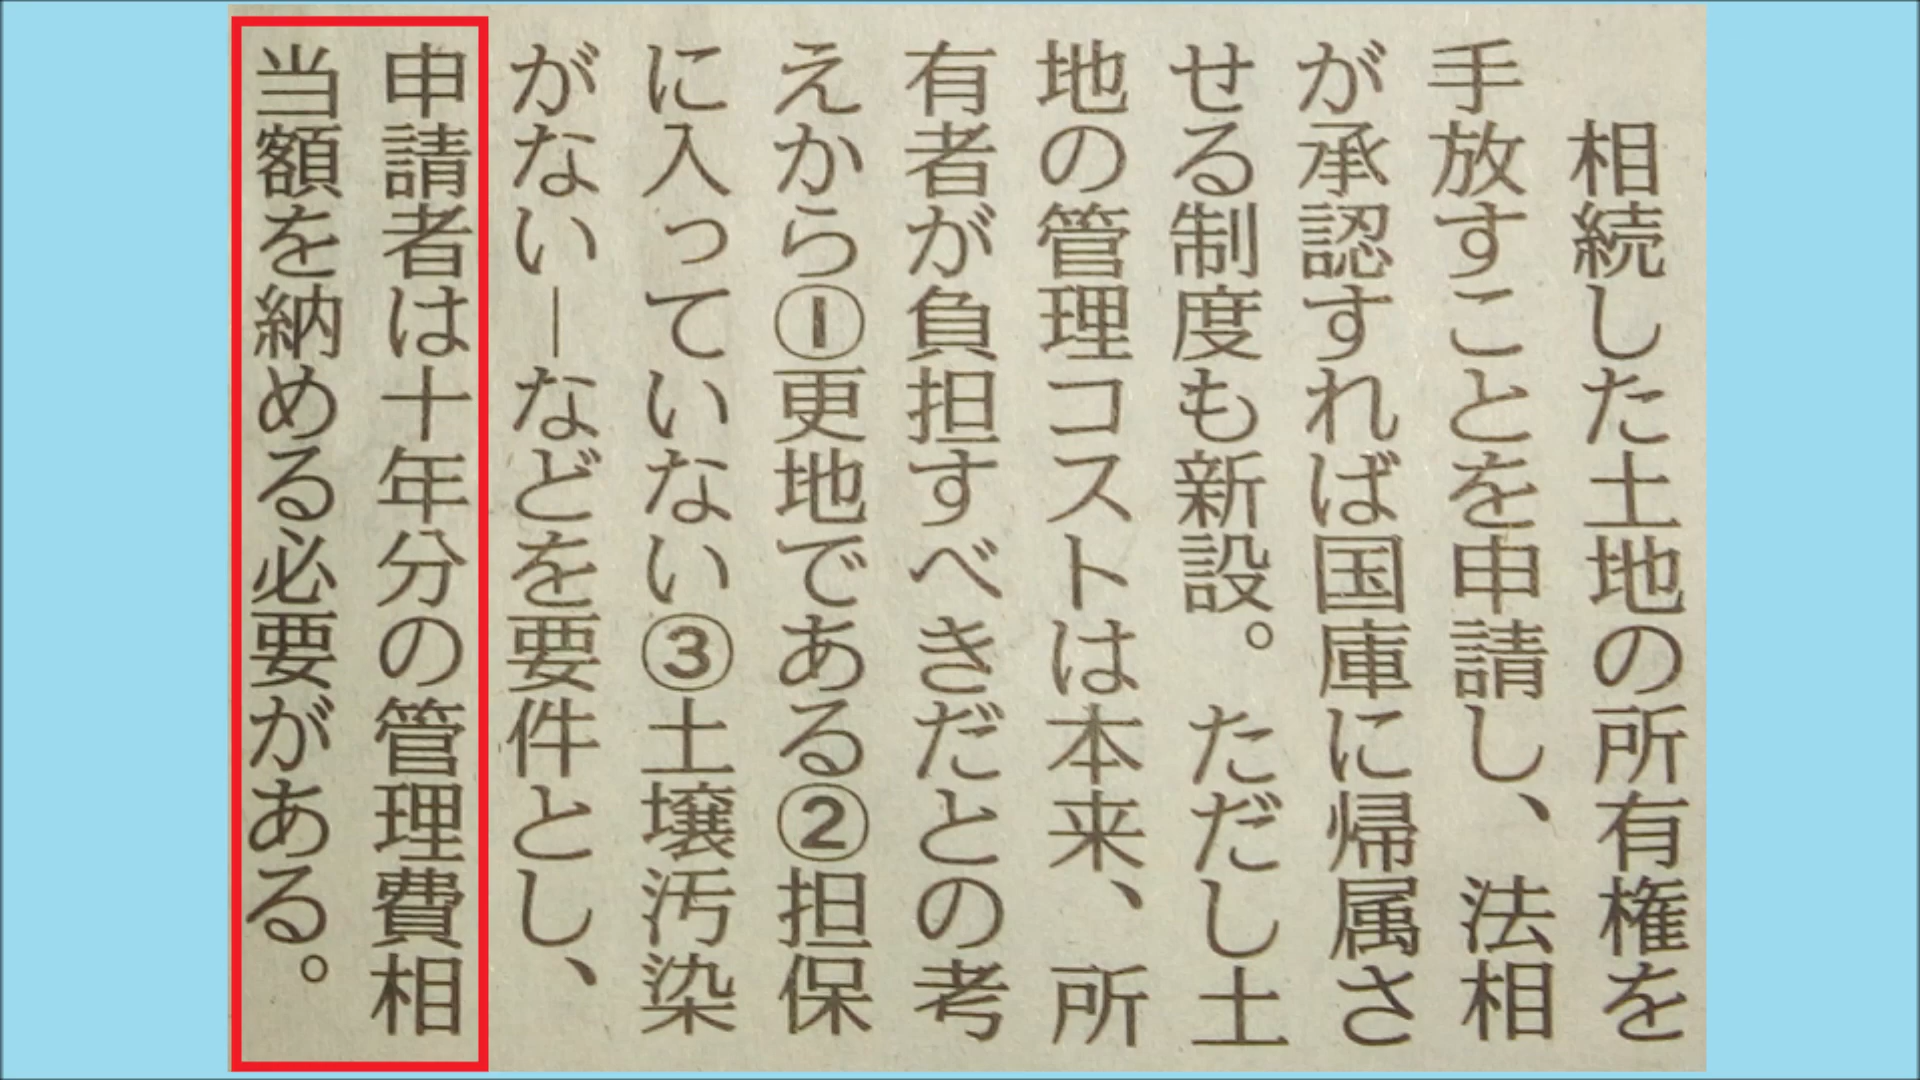 相続した土地の所有権を
手放すことを申請し、法相
が承認すれば国庫に帰属さ
せる制度も新設。ただし土
地の管理コストは本来、所
有者が負担すべきだとの考
えから①更地である②担保
に入っていない③土壌汚染
がない―などを要件とし、
申請者は十年分の管理費相
当額を納める必要がある。